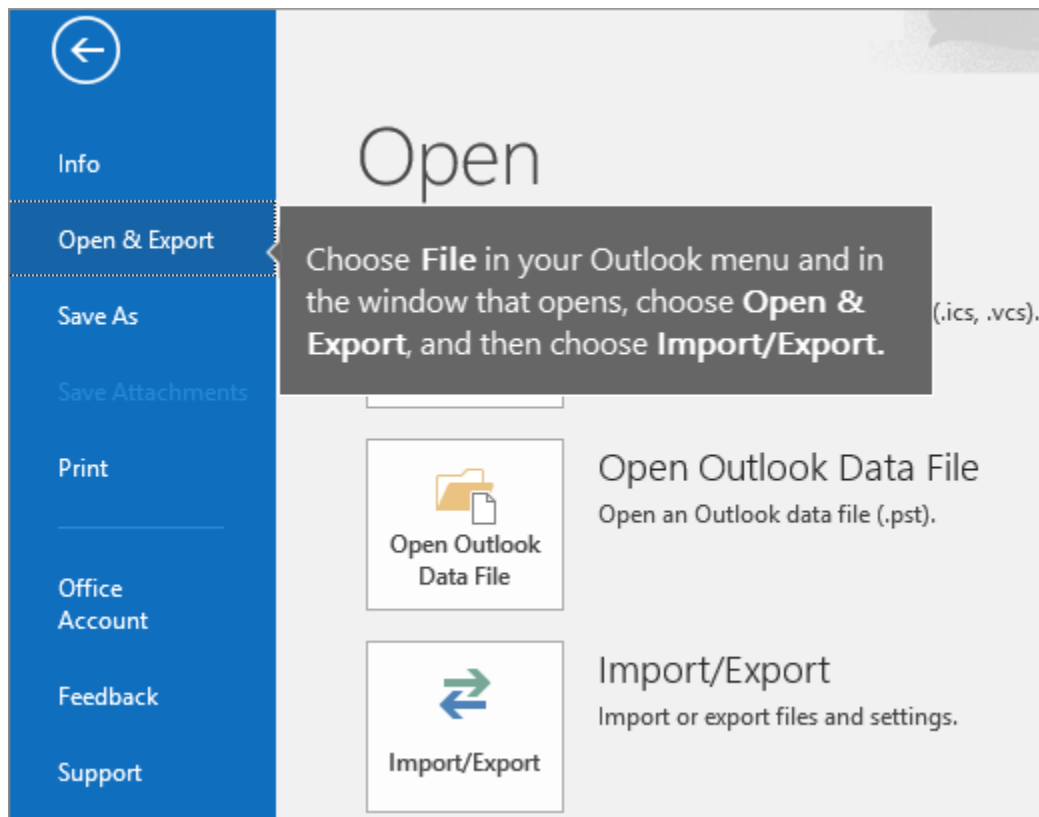 Info
Open & Export
Save As
Save Attachments
Print
Office
Account
Feedback
Support
Open
Choose File in your Outlook menu and in
the window that opens, choose Open &
Export, and then choose Import/Export.
(.ics, .vcs).
Open Outlook
Data File
Open Outlook Data File
Open an Outlook data file (.pst).
Import/Export
Import/Export
Import or export files and settings.